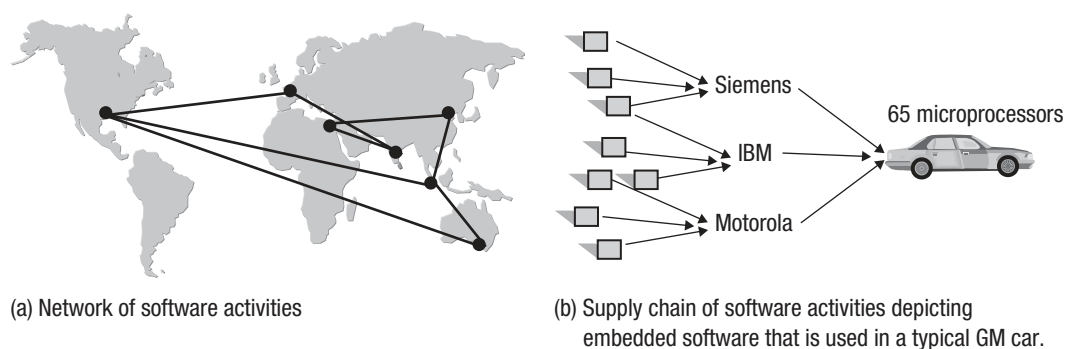 Siemens
65 microprocessors
IBM
Motorola
(a) Network of software activities
(b) Supply chain of software activities depicting
embedded software that is used in a typical GM car.